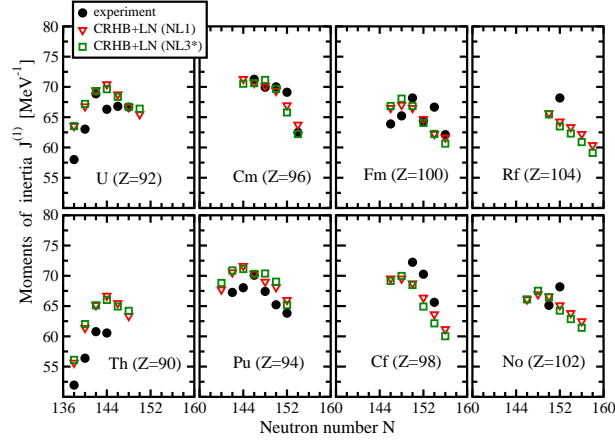 80
75
70
65
60
55
experiment
CRHB+LN (NL1)
CRHB+LN (NL3*)
U (Z=92)
Cm (Z=96)
Fm (Z=100)
Rf (Z=104)
Moments of inertia J(1) [MeV-1]
80
75
70
65
60
55
Th (Z=90)
Pu (Z=94)
Cf (Z=98)
No (Z=102)
136 144 152 160 144 152 160 144 152 160 144 152 160
Neutron number N